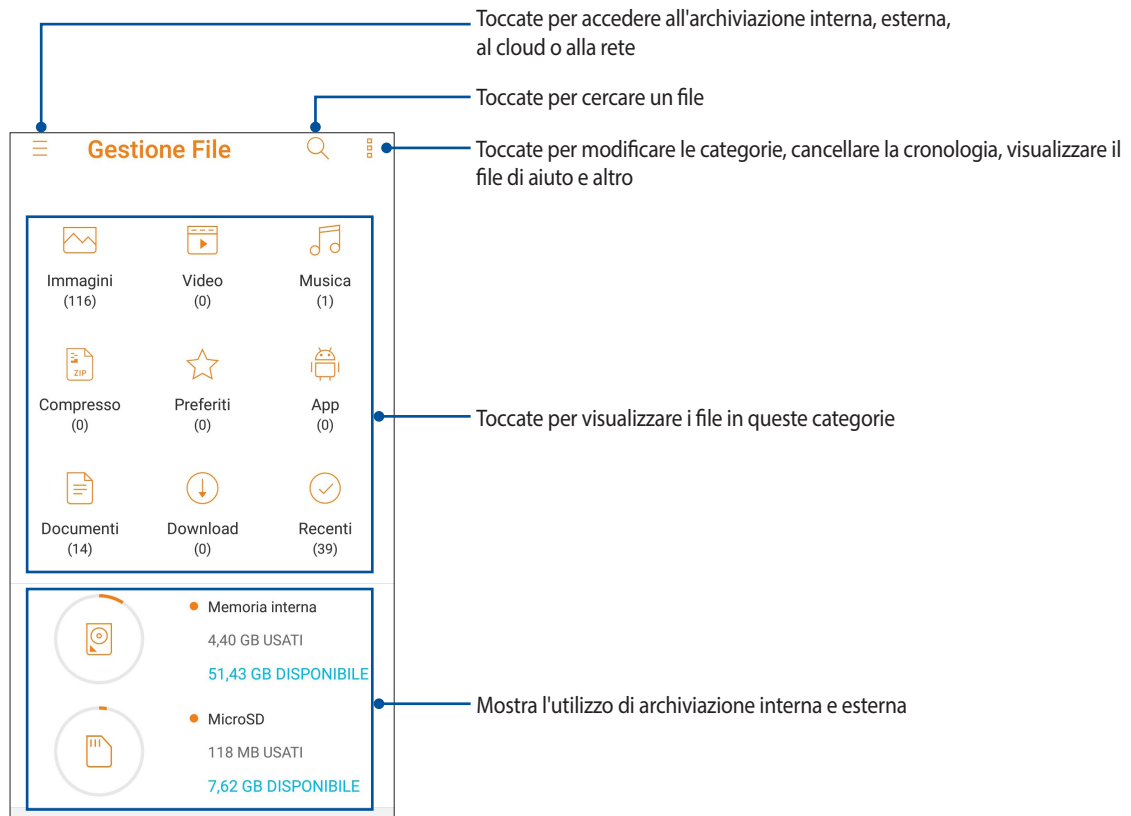 Toccate per accedere all'archiviazione interna, esterna,
al cloud o alla rete
Toccate per cercare un file
Gestione File
Toccate per modificare le categorie, cancellare la cronologia, visualizzare il
file di aiuto e altro
Immagini
(116)
Video
(0)
Musica
(1)
ZIP
Compresso
(0)
Preferiti
(0)
App
(0)
Toccate per visualizzare i file in queste categorie
Documenti
(14)
Download
(0)
Recenti
(39)
Memoria interna
4,40 GB USATI
51,43 GB DISPONIBILE
Mostra l'utilizzo di archiviazione interna e esterna
MicroSD
118 MB USATI
7,62 GB DISPONIBILE